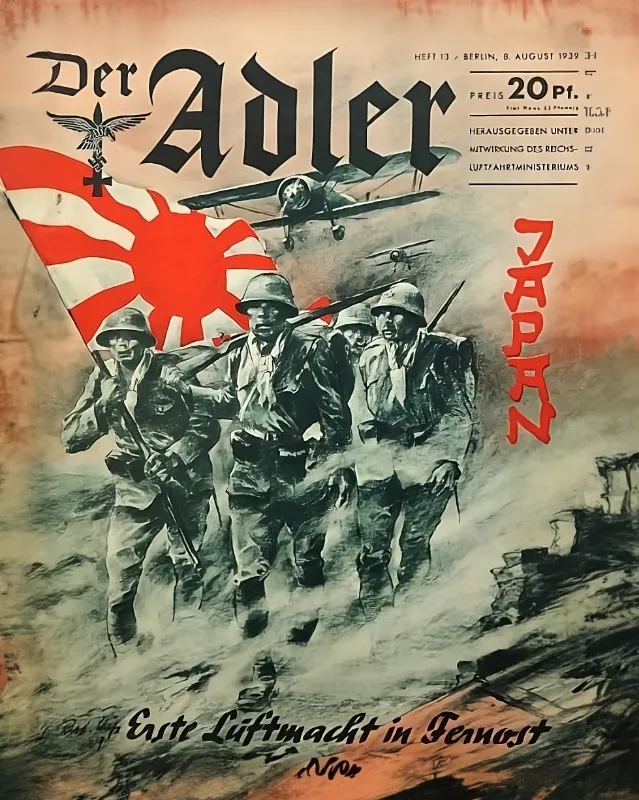 Der Adler
HEFT 13 / BERLIN, 8. AUGUST 1939
PREIS 20 Pf.
HERAUSGEGEBEN UNTER
MITWIRKUNG DES REICHS-
LUFTFAHRTMINISTERIUMS
JAPAN
Erste Luftmacht in Fernost